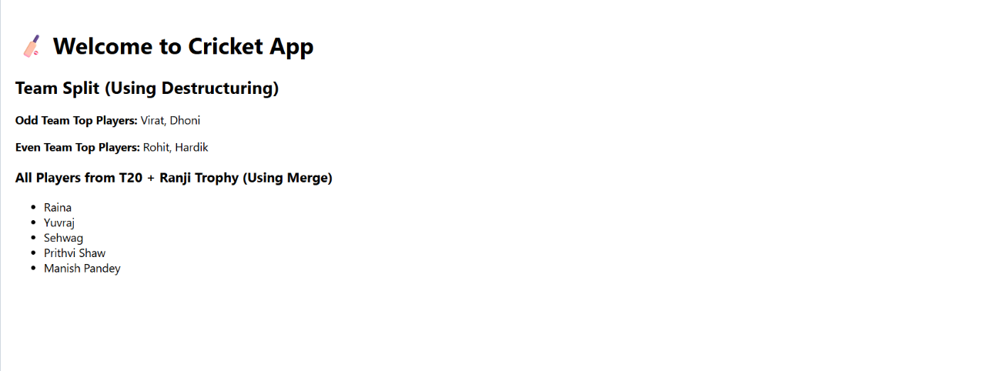 Welcome to Cricket App
Team Split (Using Destructuring)
Odd Team Top Players: Virat, Dhoni
Even Team Top Players: Rohit, Hardik
All Players from T20 + Ranji Trophy (Using Merge)
Raina
Yuvraj
Sehwag
Prithvi Shaw
Manish Pandey